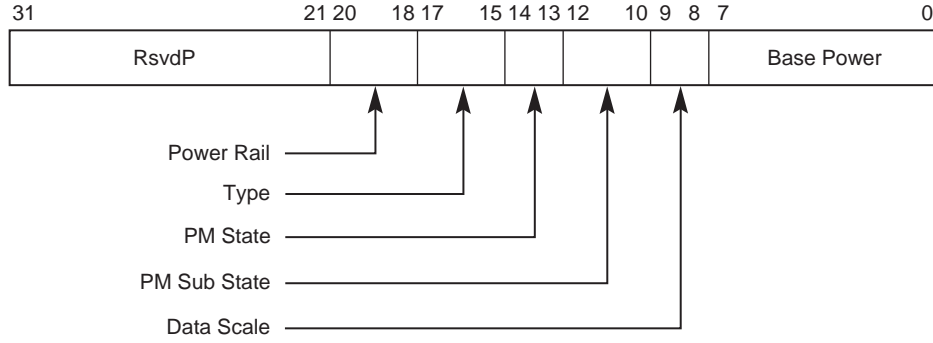 31 21 20 18 17 15 14 13 12 10 9 8 7 0
RsvdP Base Power
Power Rail
Type
PM State
PM Sub State
Data Scale